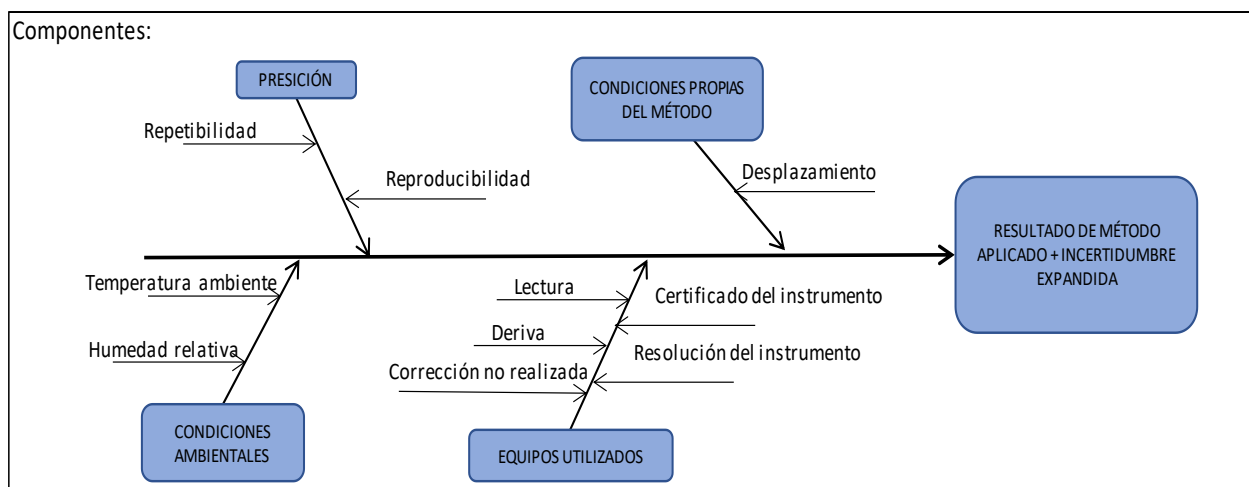 Componentes:
PRESICIÓN
CONDICIONES PROPIAS
DEL MÉTODO
Repetibilidad
Reproducibilidad
Desplazamiento
RESULTADO DE MÉTODO
APLICADO + INCERTIDUMBRE
EXPANDIDA
Temperatura ambiente
Humedad relativa
Lectura
Certificado del instrumento
Deriva
Resolución del instrumento
Corrección no realizada
CONDICIONES
AMBIENTALES
EQUIPOS UTILIZADOS